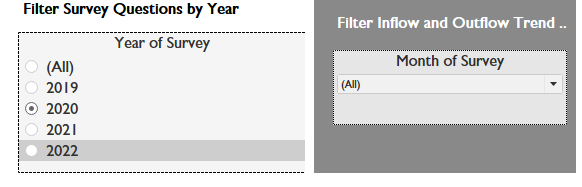 Filter Survey Questions by Year
Year of Survey
(All)
2019
2020
2021
2022
Filter Inflow and Outflow Trend ..
Month of Survey
(All)